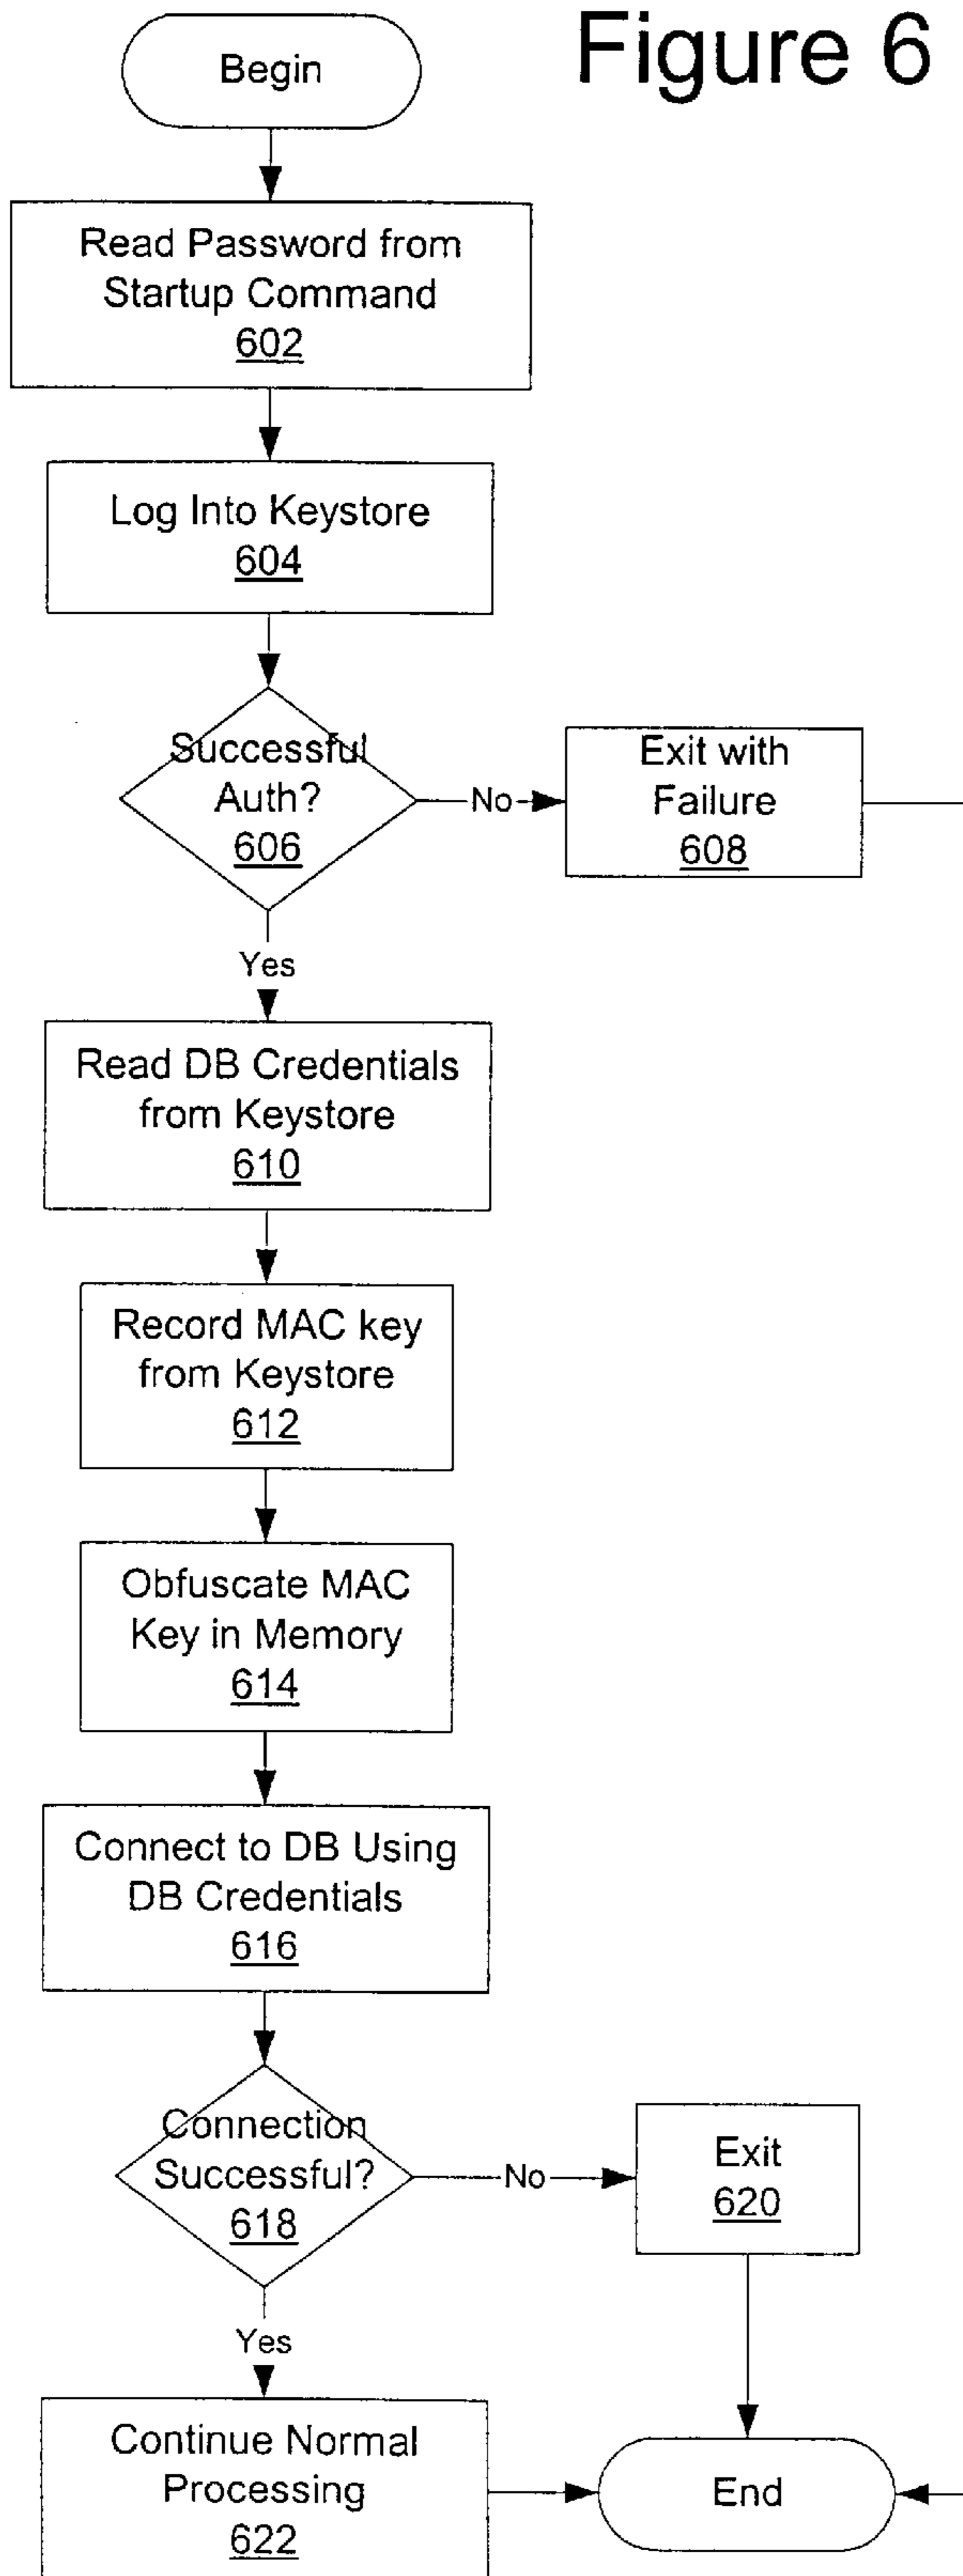 Figure 6
Begin
Read Password from
Startup Command
602
Log Into Keystore
604
Successful
Auth?
606
No
Exit with
Failure
608
Yes
Read DB Credentials
from Keystore
610
Record MAC key
from Keystore
612
Obfuscate MAC
Key in Memory
614
Connect to DB Using
DB Credentials
616
Connection
Successful?
618
No
Exit
620
Yes
Continue Normal
Processing
622
End